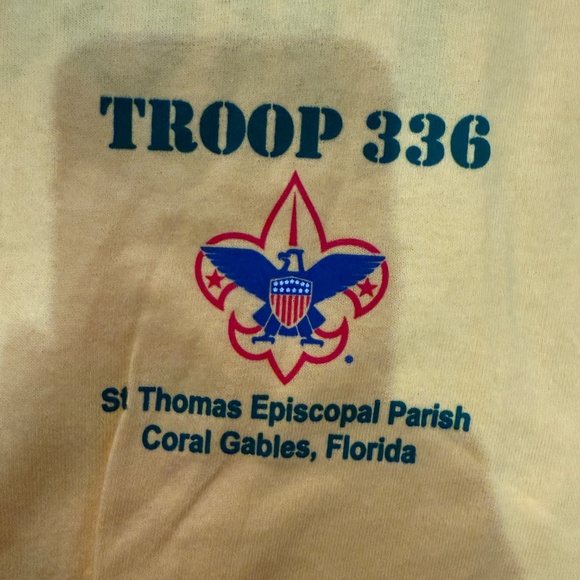 TROOP 336
St Thomas Episcopal Parish
Coral Gables, Florida